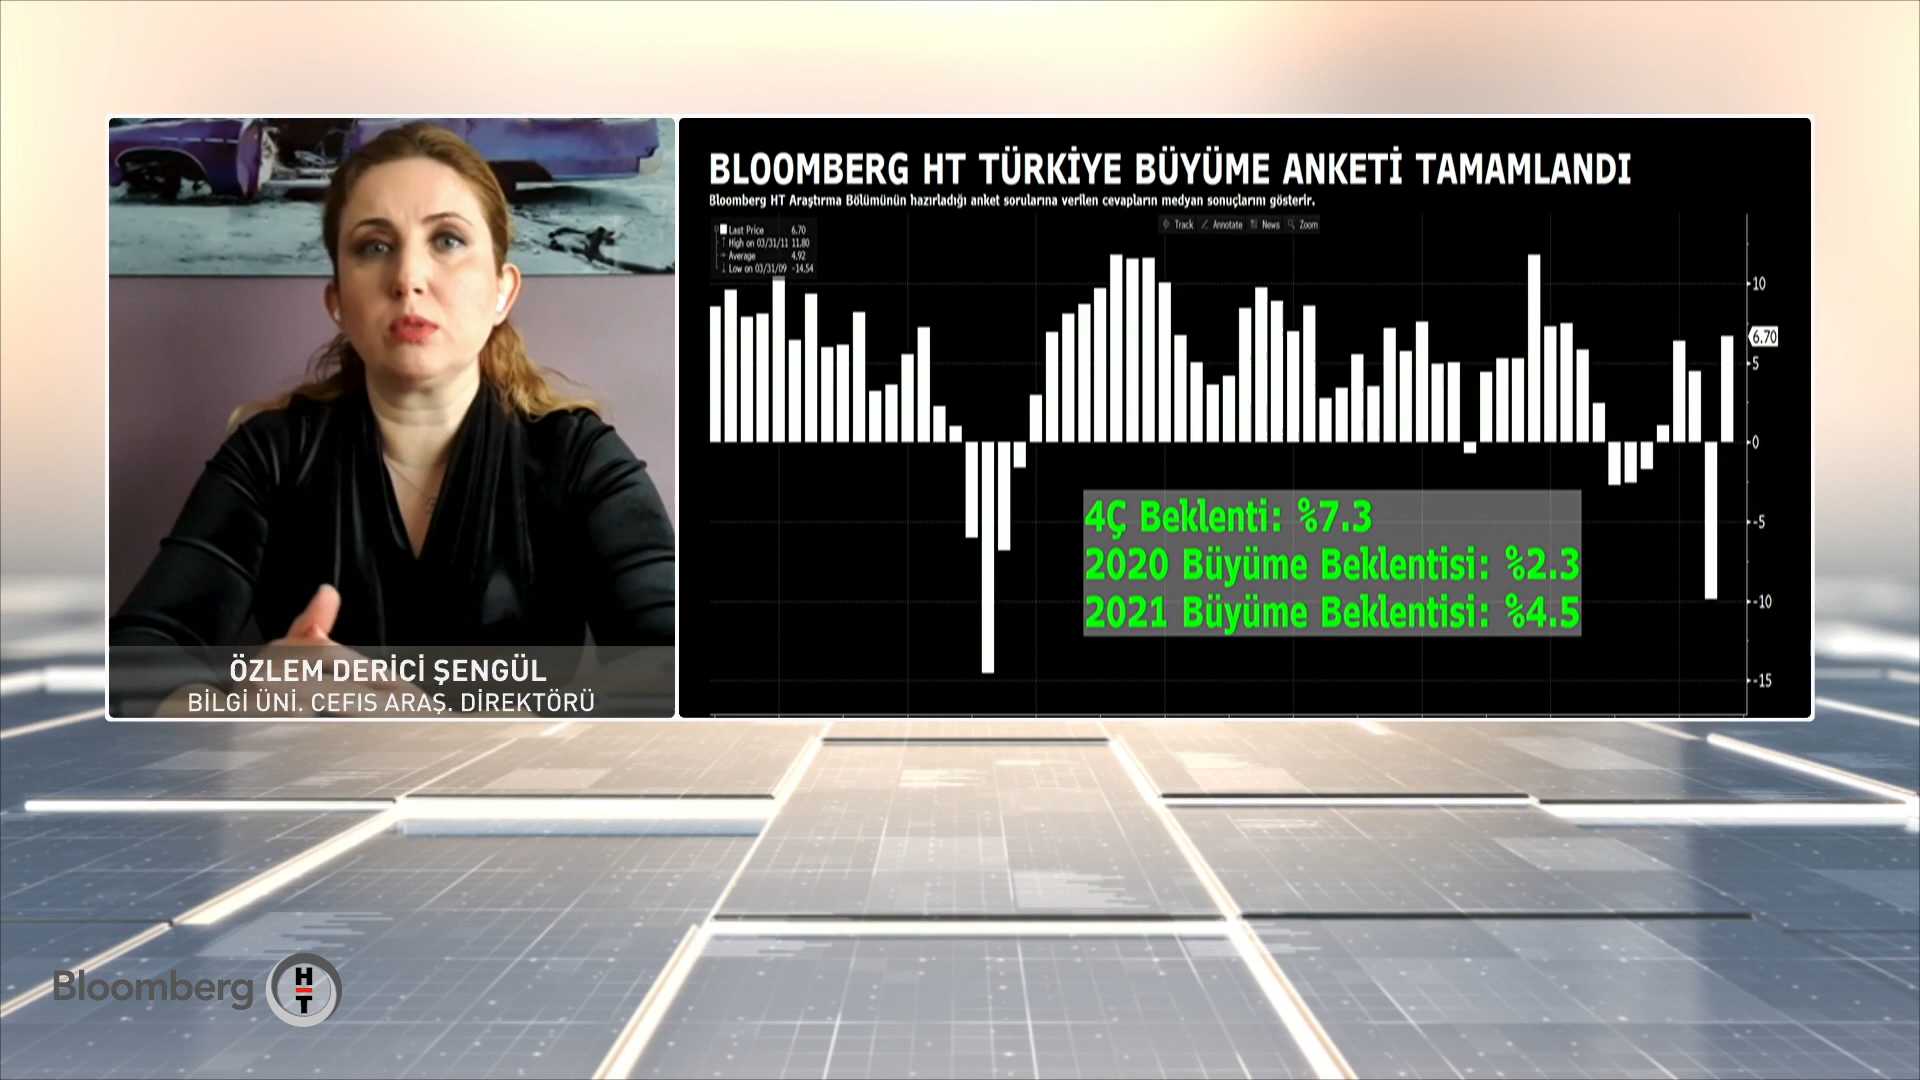 BLOOMBERG HT TÜRKİYE BÜYÜME ANKETİ TAMAMLANDI
Bloomberg HT Araştırma Bölümünün hazırladığı anket sorularına verilen cevapların medyan sonuçlarını gösterir.
Last Price 6.70
High on 03/31/11 11.80
Average 4.92
Low on 03/31/09 -14.54
Track Annotate News Zoom
10
6.70
5
0
-5
-10
-15
4Ç Beklenti: %7.3
2020 Büyüme Beklentisi: %2.3
2021 Büyüme Beklentisi: %4.5
ÖZLEM DERİCİ ŞENGÜL
BİLGİ ÜNİ. CEFIS ARAŞ. DİREKTÖRÜ
Bloomberg HT